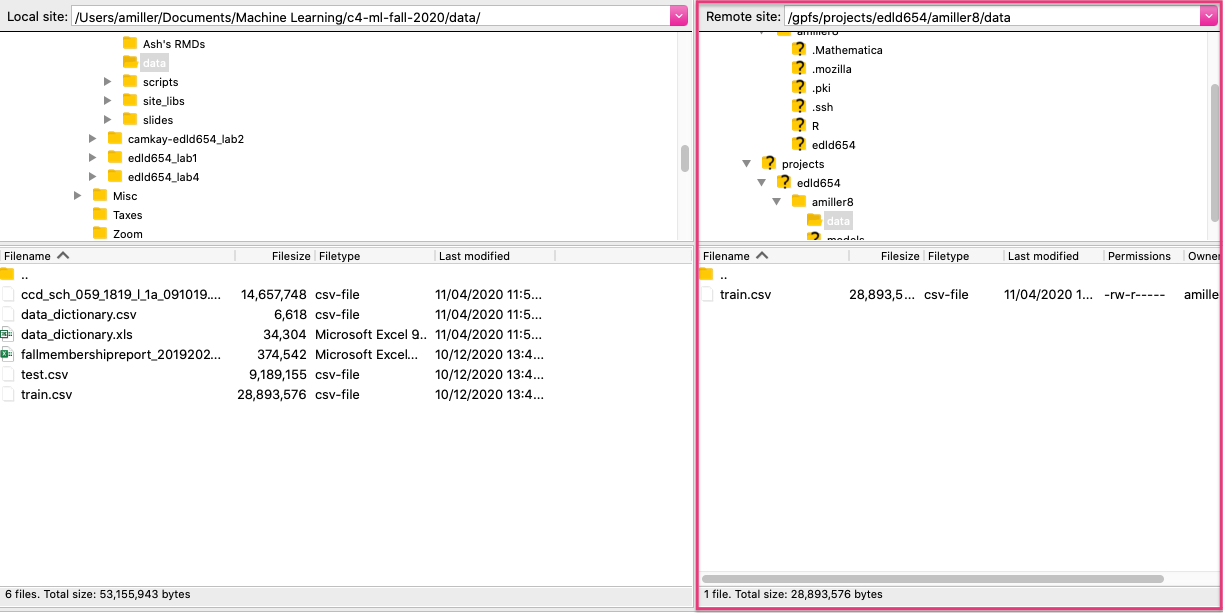 Local site: /Users/amiller/Documents/Machine Learning/c4-ml-fall-2020/data/
Ash's RMDs
data
scripts
site_libs
slides
camkay-edld654_lab2
edld654_lab1
edld654_lab4
Misc
Taxes
Zoom
Filename Filesize Filetype Last modified
..
ccd_sch_059_1819_l_1a_091019.... 14,657,748 csv-file 11/04/2020 11:5...
data_dictionary.csv 6,618 csv-file 11/04/2020 11:5...
data_dictionary.xls 34,304 Microsoft Excel 9... 11/04/2020 11:5...
fallmembershipreport_2019202... 374,542 Microsoft Excel... 10/12/2020 13:4...
test.csv 9,189,155 csv-file 10/12/2020 13:4...
train.csv 28,893,576 csv-file 10/12/2020 13:4...
6 files. Total size: 53,155,943 bytes
Remote site: /gpfs/projects/edld654/amiller8/data
amiller8
? .Mathematica
? .mozilla
? .pki
? .ssh
? R
? edld654
? projects
? edld654
amiller8
data
? models
Filename Filesize Filetype Last modified Permissions Owner
..
train.csv 28,893,5... csv-file 11/04/2020 1... -rw-r----- amille
1 file. Total size: 28,893,576 bytes